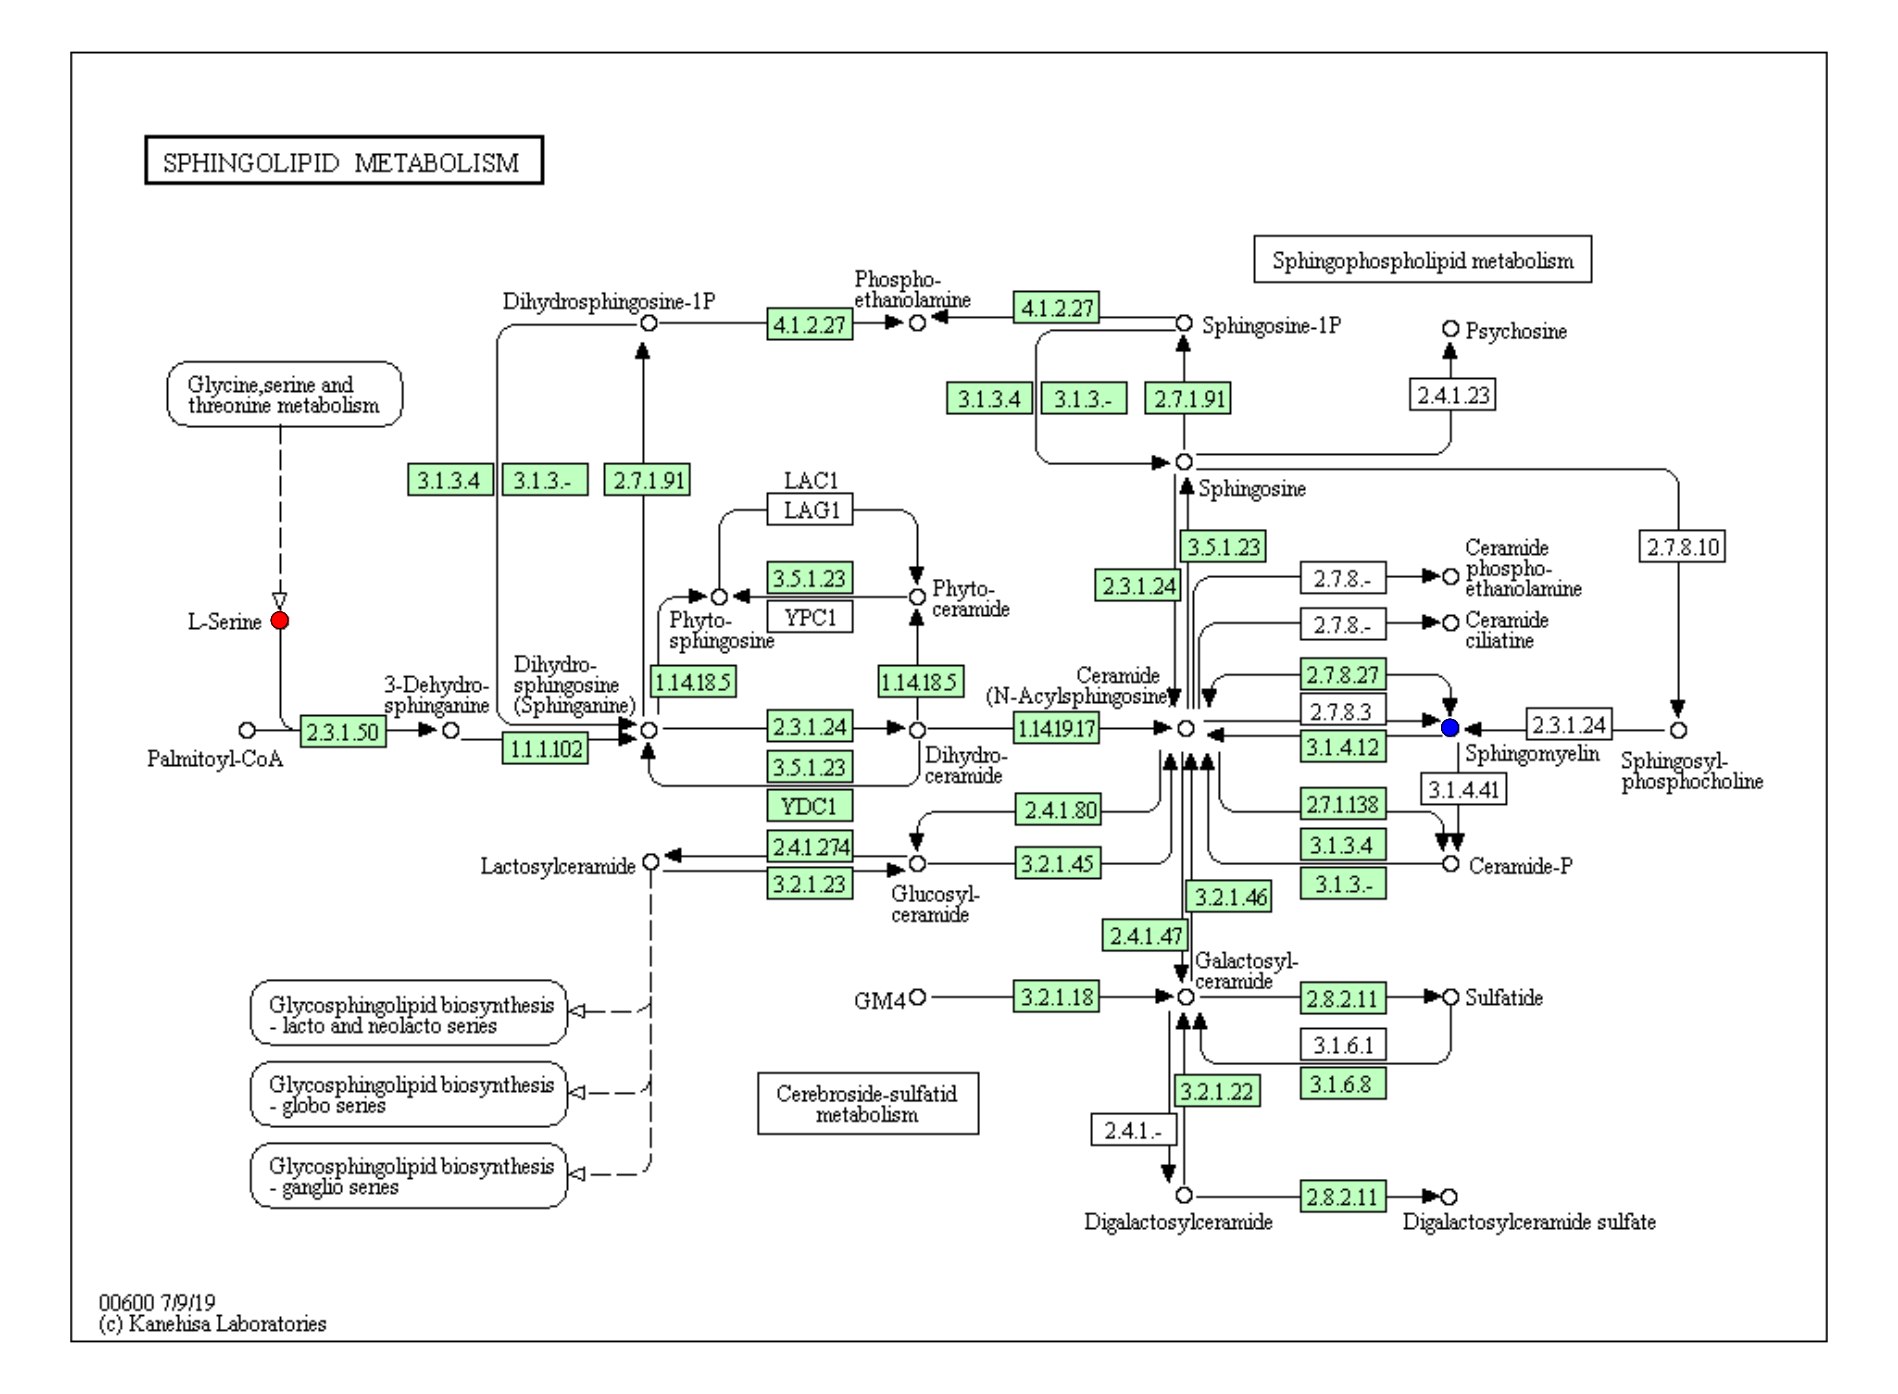 SPHINGOLIPID METABOLISM
Sphingophospholipid metabolism
Phospho-
ethanolamine
Dihydrosphingosine-1P
4.1.2.27
4.1.2.27
Sphingosine-1P
Psychosine
Glycine,serine and
threonine metabolism
3.1.3.4
3.1.3.-
2.7.1.91
2.4.1.23
3.1.3.4
3.1.3.-
2.7.1.91
LAC1
LAG1
Sphingosine
3.5.1.23
2.7.8.10
Ceramide
phospho-
ethanolamine
2.7.8.-
3.5.1.23
2.3.1.24
Phyto-
ceramide
YPC1
Phyto-
sphingosine
L-Serine
2.7.8.-
Ceramide
ciliatine
Dihydro-
sphingosine
(Sphinganine)
3-Dehydro-
sphinganine
1.14.18.5
1.14.18.5
Ceramide
(N-Acylsphingosine)
2.7.8.27
2.7.8.3
2.3.1.50
2.3.1.24
1.14.19.17
2.3.1.24
1.1.1.102
3.1.4.12
Palmitoyl-CoA
3.5.1.23
Dihydro-
ceramide
Sphingomyelin
Sphingosyl-
phosphocholine
3.1.4.41
YDC1
2.4.1.80
2.7.1.138
2.4.1.274
3.1.3.4
Lactosylceramide
3.2.1.23
3.2.1.45
3.1.3.-
Ceramide-P
Glucosyl-
ceramide
3.2.1.46
2.4.1.47
Galactosyl-
ceramide
GM4
3.2.1.18
2.8.2.11
Sulfatide
Glycosphingolipid biosynthesis
- lacto and neolacto series
3.1.6.1
3.1.6.8
Glycosphingolipid biosynthesis
- globo series
Cerebroside-sulfatid
metabolism
3.2.1.22
2.4.1.-
Glycosphingolipid biosynthesis
- ganglio series
2.8.2.11
Digalactosylceramide
Digalactosylceramide sulfate
00600 7/9/19
(c) Kanehisa Laboratories